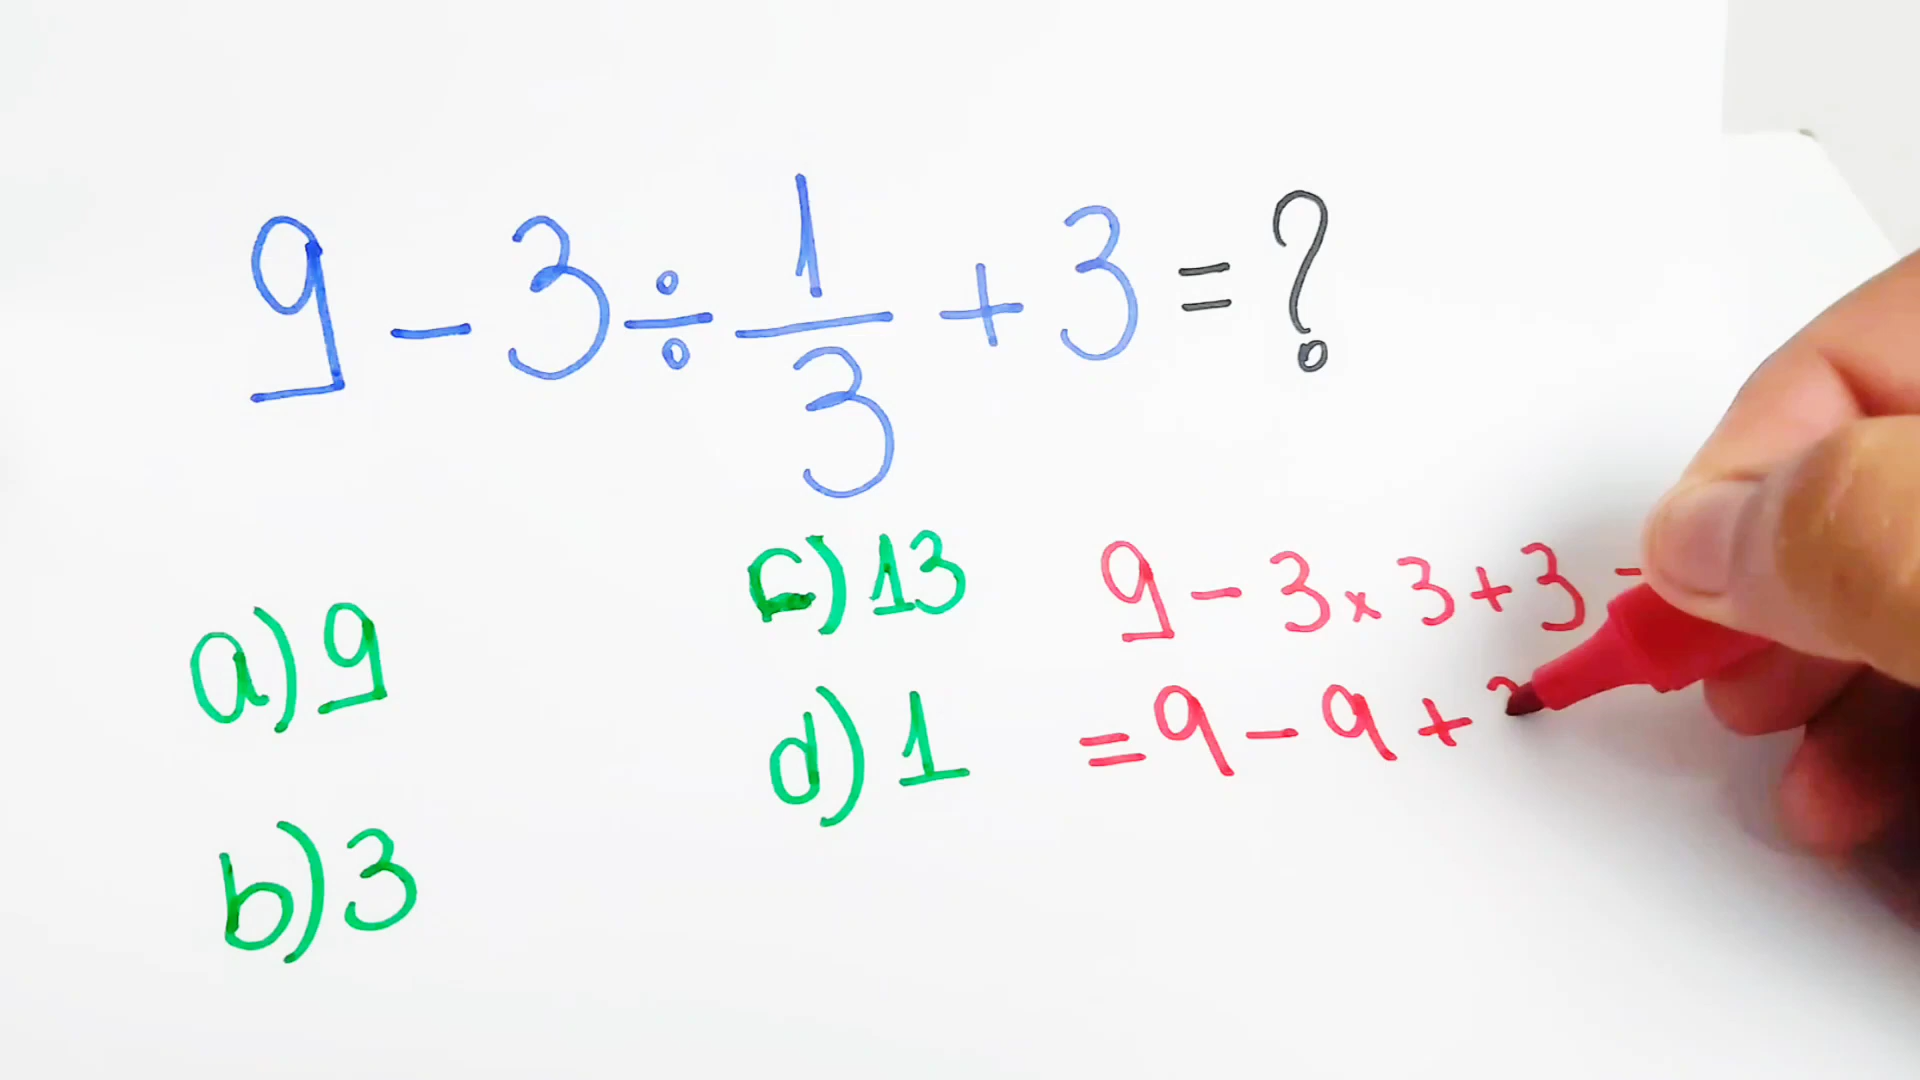 9 - 3 ÷ 1/3 + 3 = ?
a) 9
b) 3
c) 13
d) 1
9 - 3 × 3 + 3
= 9 - 9 +